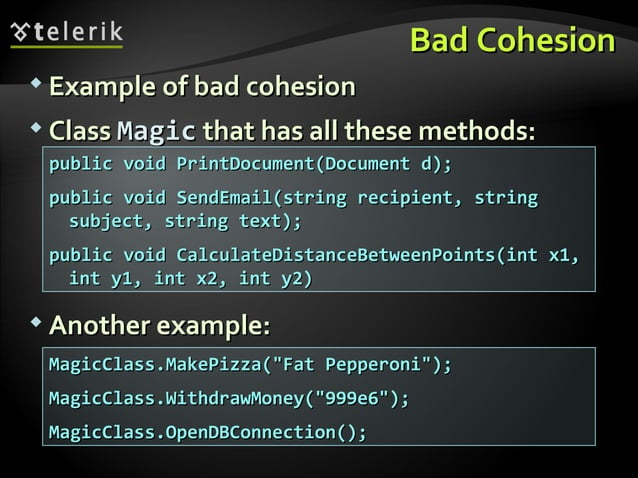 telerik
Bad Cohesion
Example of bad cohesion
Class Magic that has all these methods:
public void PrintDocument(Document d);
public void SendEmail(string recipient, string
subject, string text);
public void CalculateDistanceBetweenPoints(int x1,
int y1, int x2, int y2)
Another example:
MagicClass.MakePizza("Fat Pepperoni");
MagicClass.WithdrawMoney("999e6");
MagicClass.OpenDBConnection();